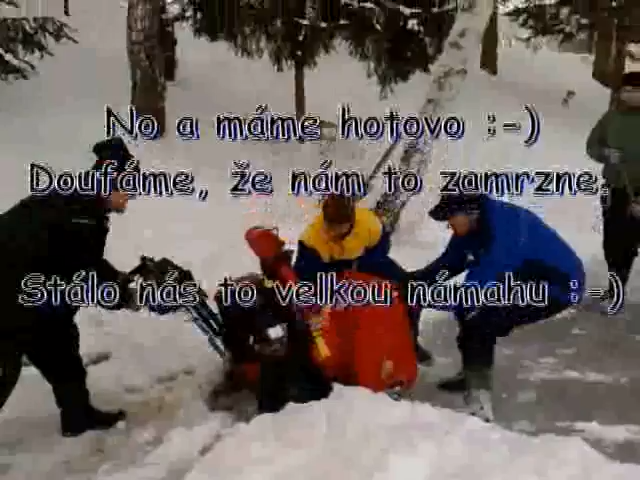 No a máme hotovo :-)
Doufáme, že nám to zamrzne.
Stálo nás to velkou námahu :-)